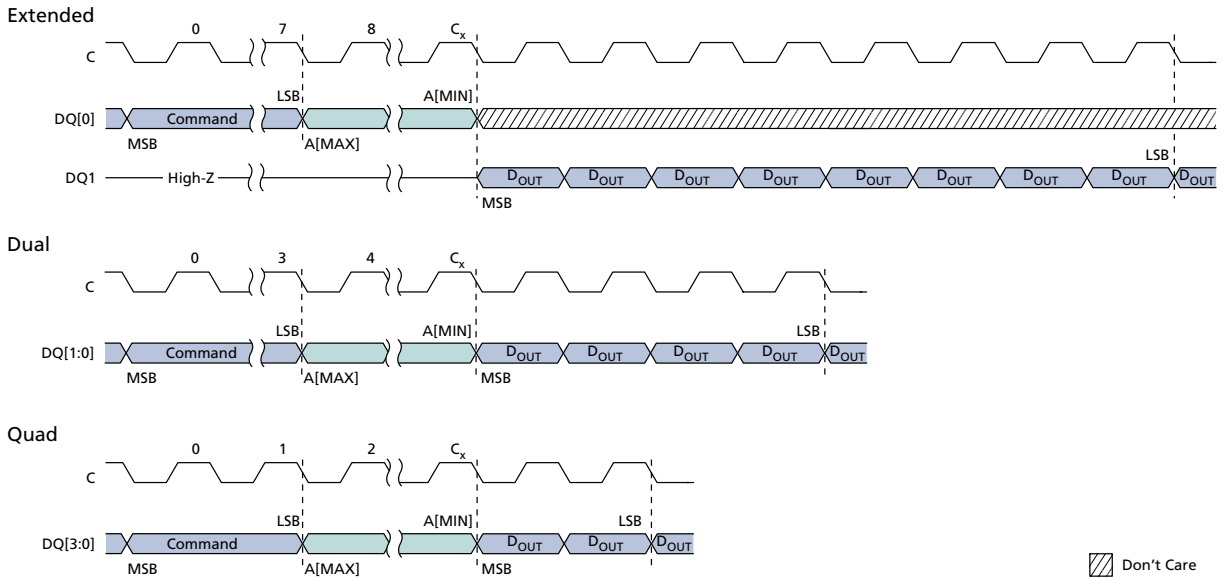 Extended
0 7 8 Cx
C
LSB A[MIN]
DQ[0] Command
MSB A[MAX]
LSB
DQ1 High-Z DOUT DOUT DOUT DOUT DOUT DOUT DOUT DOUT DOUT
MSB
Dual
0 3 4 Cx
C
LSB A[MIN] LSB
DQ[1:0] Command DOUT DOUT DOUT DOUT DOUT
MSB A[MAX] MSB
Quad
0 1 2 Cx
C
LSB A[MIN] LSB
DQ[3:0] Command DOUT DOUT DOUT
MSB A[MAX] MSB
Don't Care